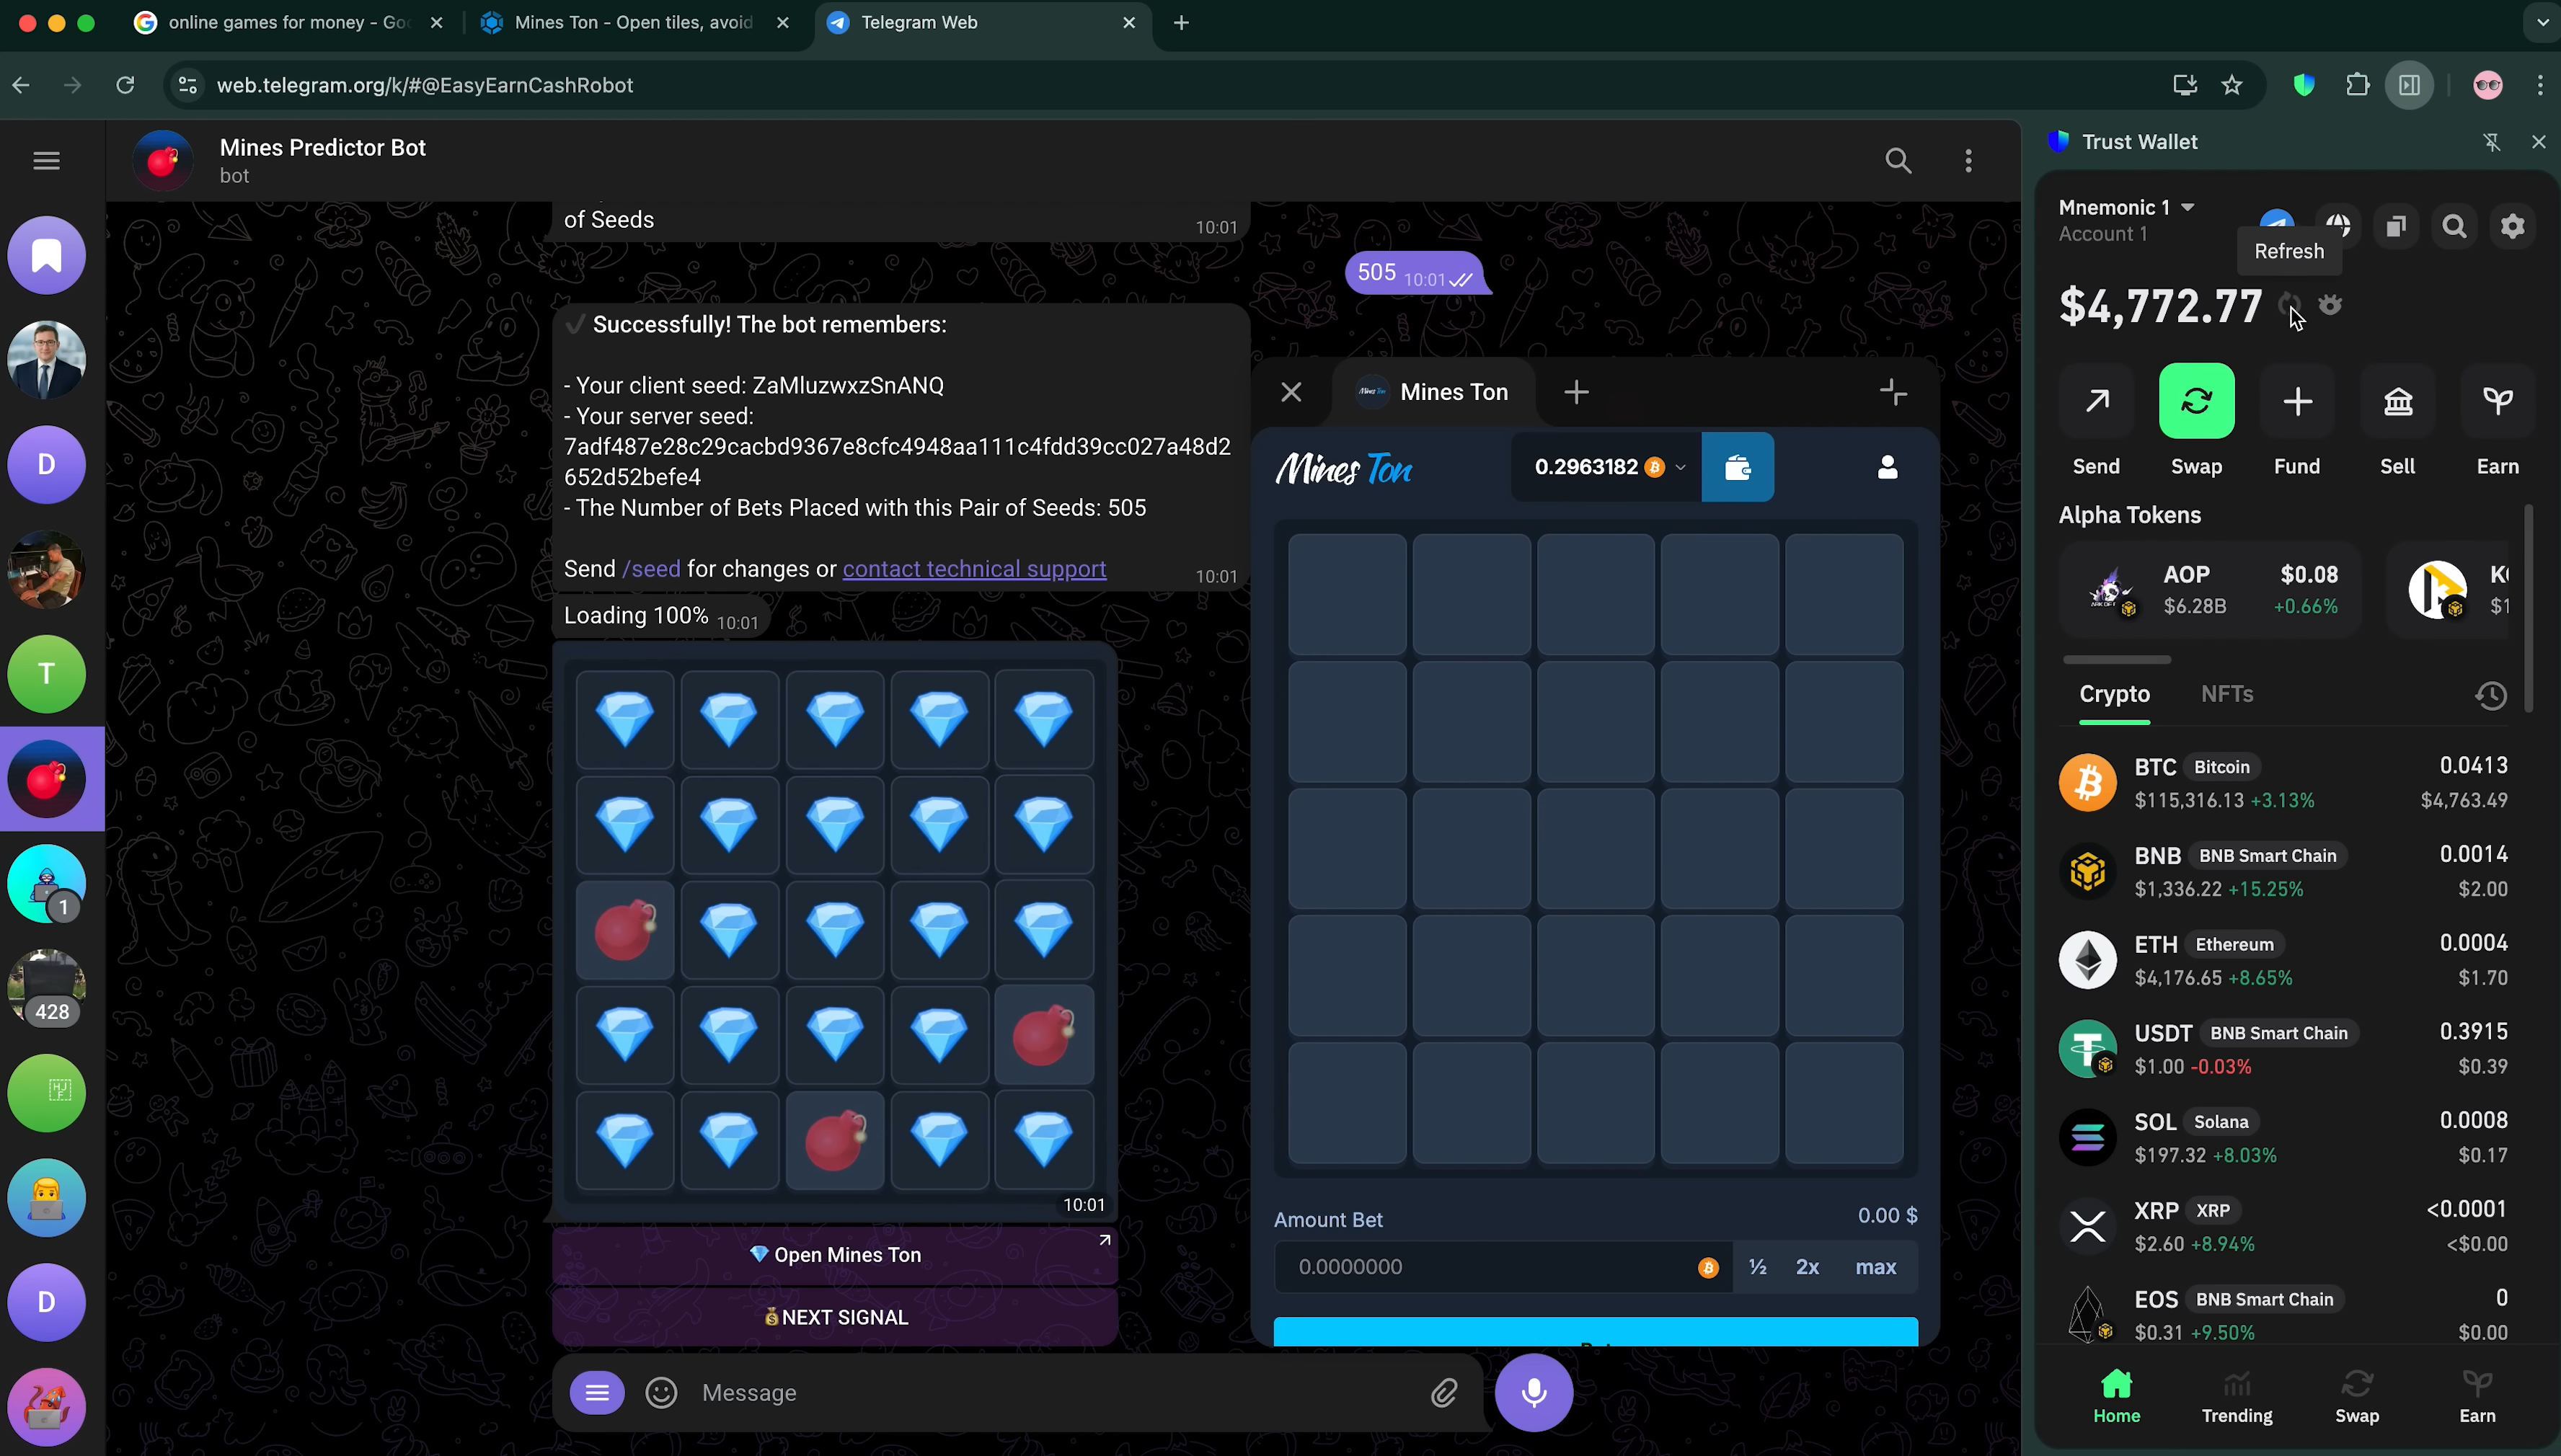 online games for money - Goo
Mines Ton - Open tiles, avoid
Telegram Web
web.telegram.org/k/#@EasyEarnCashRobot
Mines Predictor Bot
bot
of Seeds
10:01
505 10:01
✓ Successfully! The bot remembers:
- Your client seed: ZaMluzwxzSnANQ
- Your server seed:
7adf487e28c29cacbd9367e8cfc4948aa111c4fdd39cc027a48d2
652d52befe4
- The Number of Bets Placed with this Pair of Seeds: 505
Send /seed for changes or contact technical support
10:01
Loading 100% 10:01
10:01
💎 Open Mines Ton
💰NEXT SIGNAL
Message
D
T
1
428
D
Mines Ton
Mines Ton
0.2963182
Amount Bet
0.00 $
0.0000000
½ 2x max
Trust Wallet
Mnemonic 1
Account 1
Refresh
$4,772.77
Send Swap Fund Sell Earn
Alpha Tokens
AOP $0.08
$6.28B +0.66%
Crypto NFTs
BTC Bitcoin 0.0413
$115,316.13 +3.13% $4,763.49
BNB BNB Smart Chain 0.0014
$1,336.22 +15.25% $2.00
ETH Ethereum 0.0004
$4,176.65 +8.65% $1.70
USDT BNB Smart Chain 0.3915
$1.00 -0.03% $0.39
SOL Solana 0.0008
$197.32 +8.03% $0.17
XRP XRP <0.0001
$2.60 +8.94% <$0.00
EOS BNB Smart Chain 0
$0.31 +9.50% $0.00
Home Trending Swap Earn